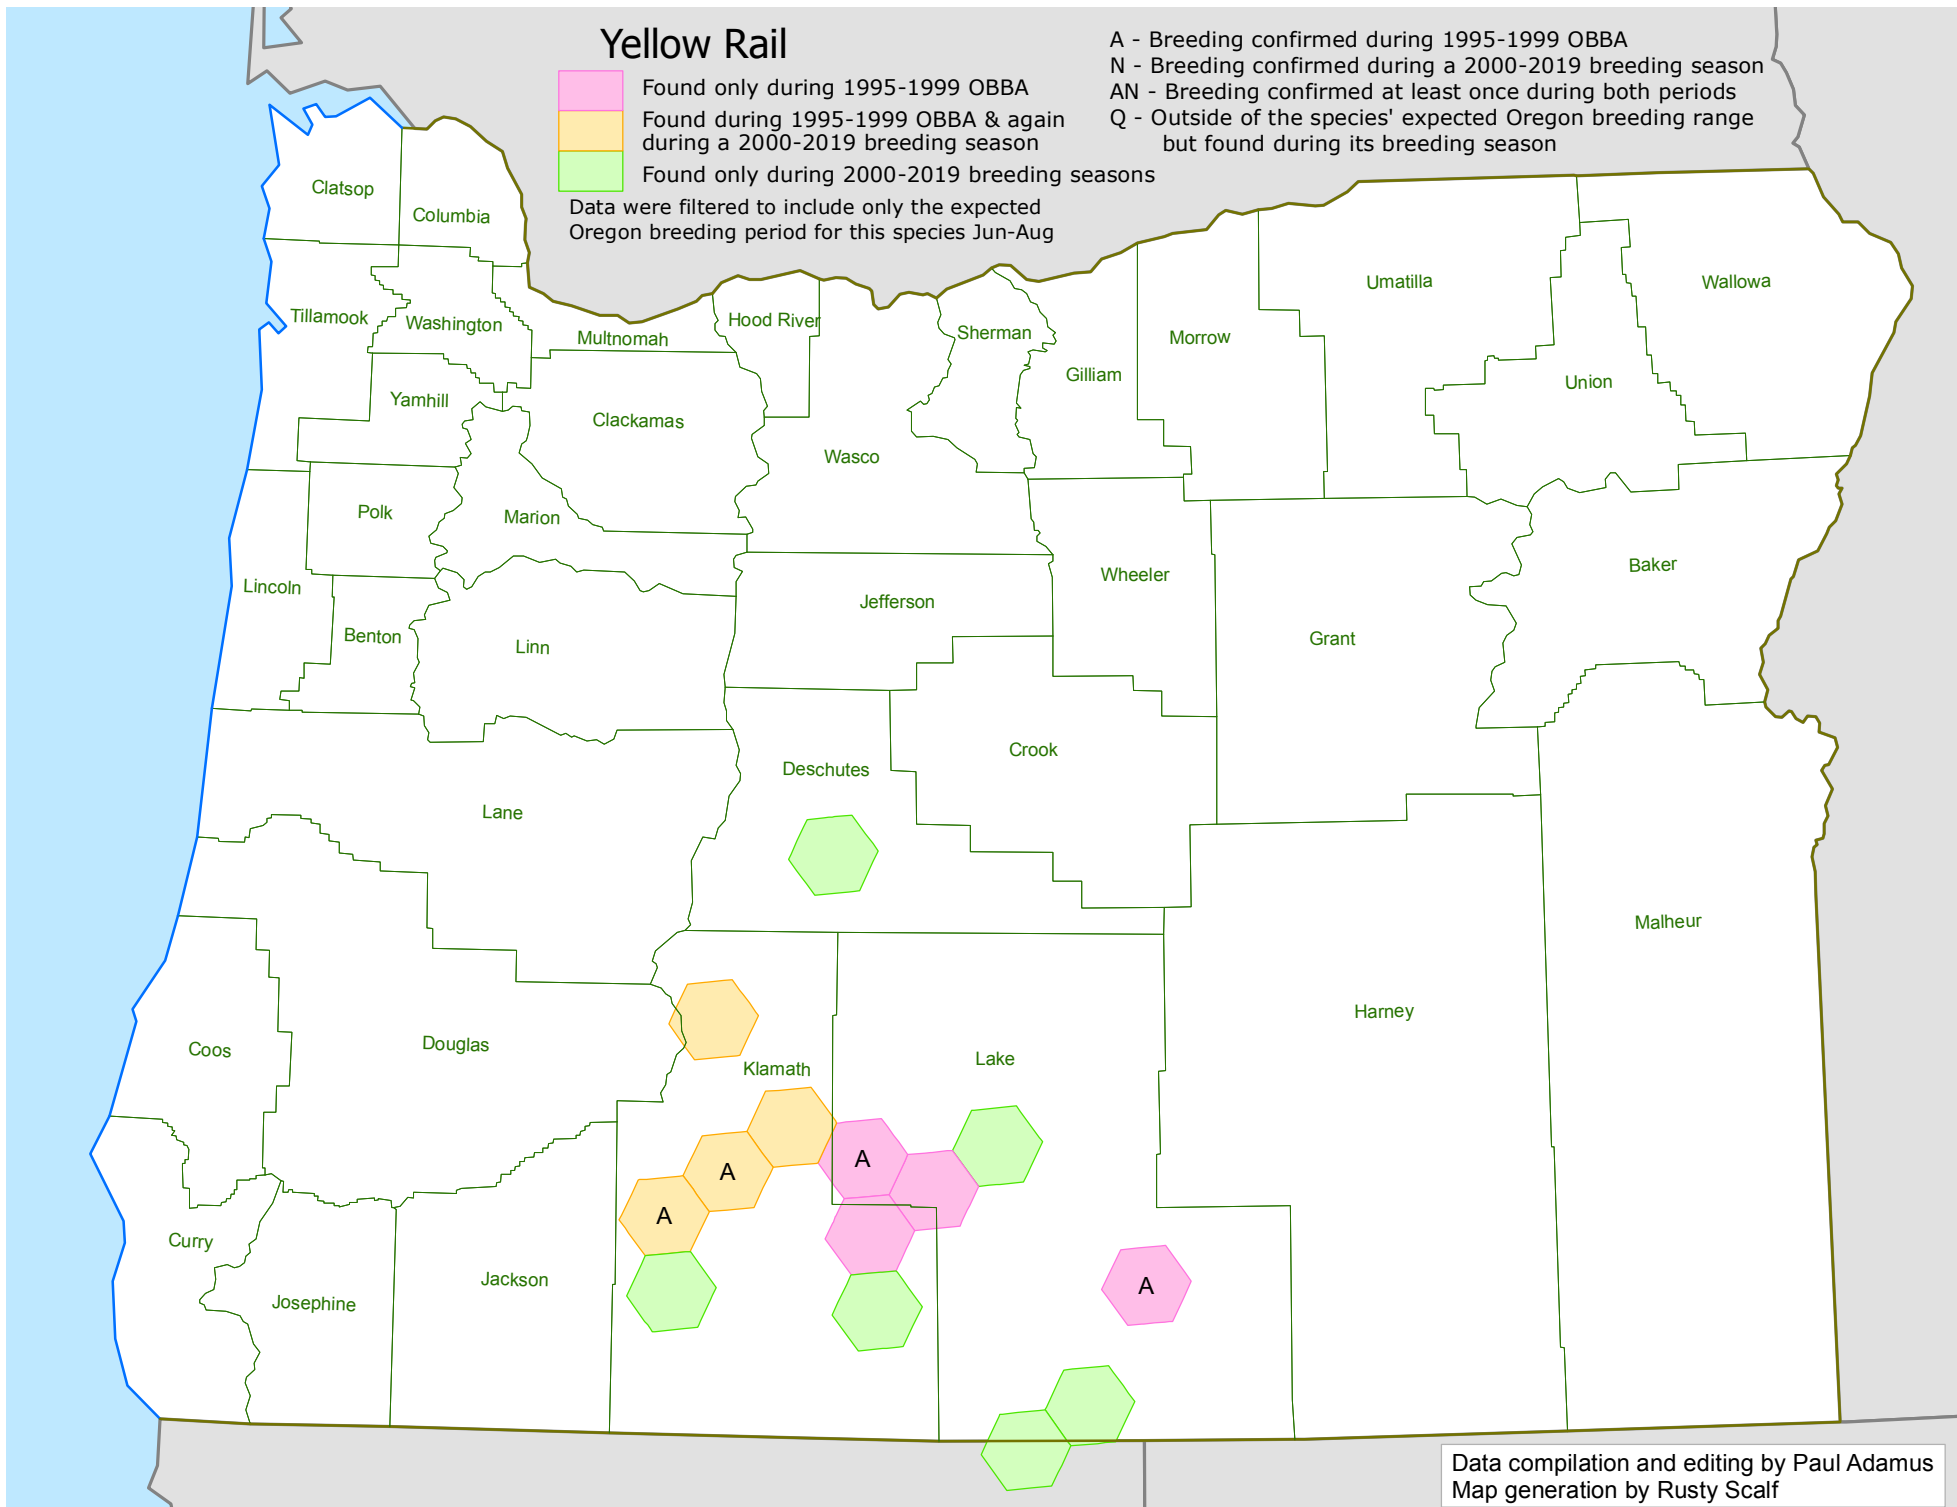 Yellow Rail
Found only during 1995-1999 OBBA
Found during 1995-1999 OBBA & again
during a 2000-2019 breeding season
Found only during 2000-2019 breeding seasons
Data were filtered to include only the expected
Oregon breeding period for this species Jun-Aug
A - Breeding confirmed during 1995-1999 OBBA
N - Breeding confirmed during a 2000-2019 breeding season
AN - Breeding confirmed at least once during both periods
Q - Outside of the species' expected Oregon breeding range
but found during its breeding season
Clatsop
Columbia
Tillamook
Washington
Multnomah
Hood River
Sherman
Gilliam
Morrow
Umatilla
Union
Wallowa
Yamhill
Clackamas
Wasco
Polk
Marion
Lincoln
Benton
Linn
Jefferson
Wheeler
Grant
Baker
Lane
Deschutes
Crook
Malheur
Harney
Coos
Douglas
Klamath
Lake
A
A
A
A
Curry
Josephine
Jackson
Data compilation and editing by Paul Adamus
Map generation by Rusty Scalf